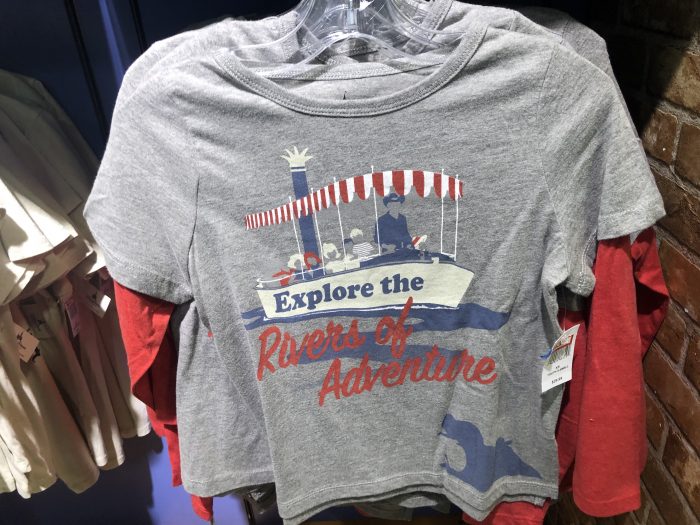 Explore the
Rivers of
Adventure